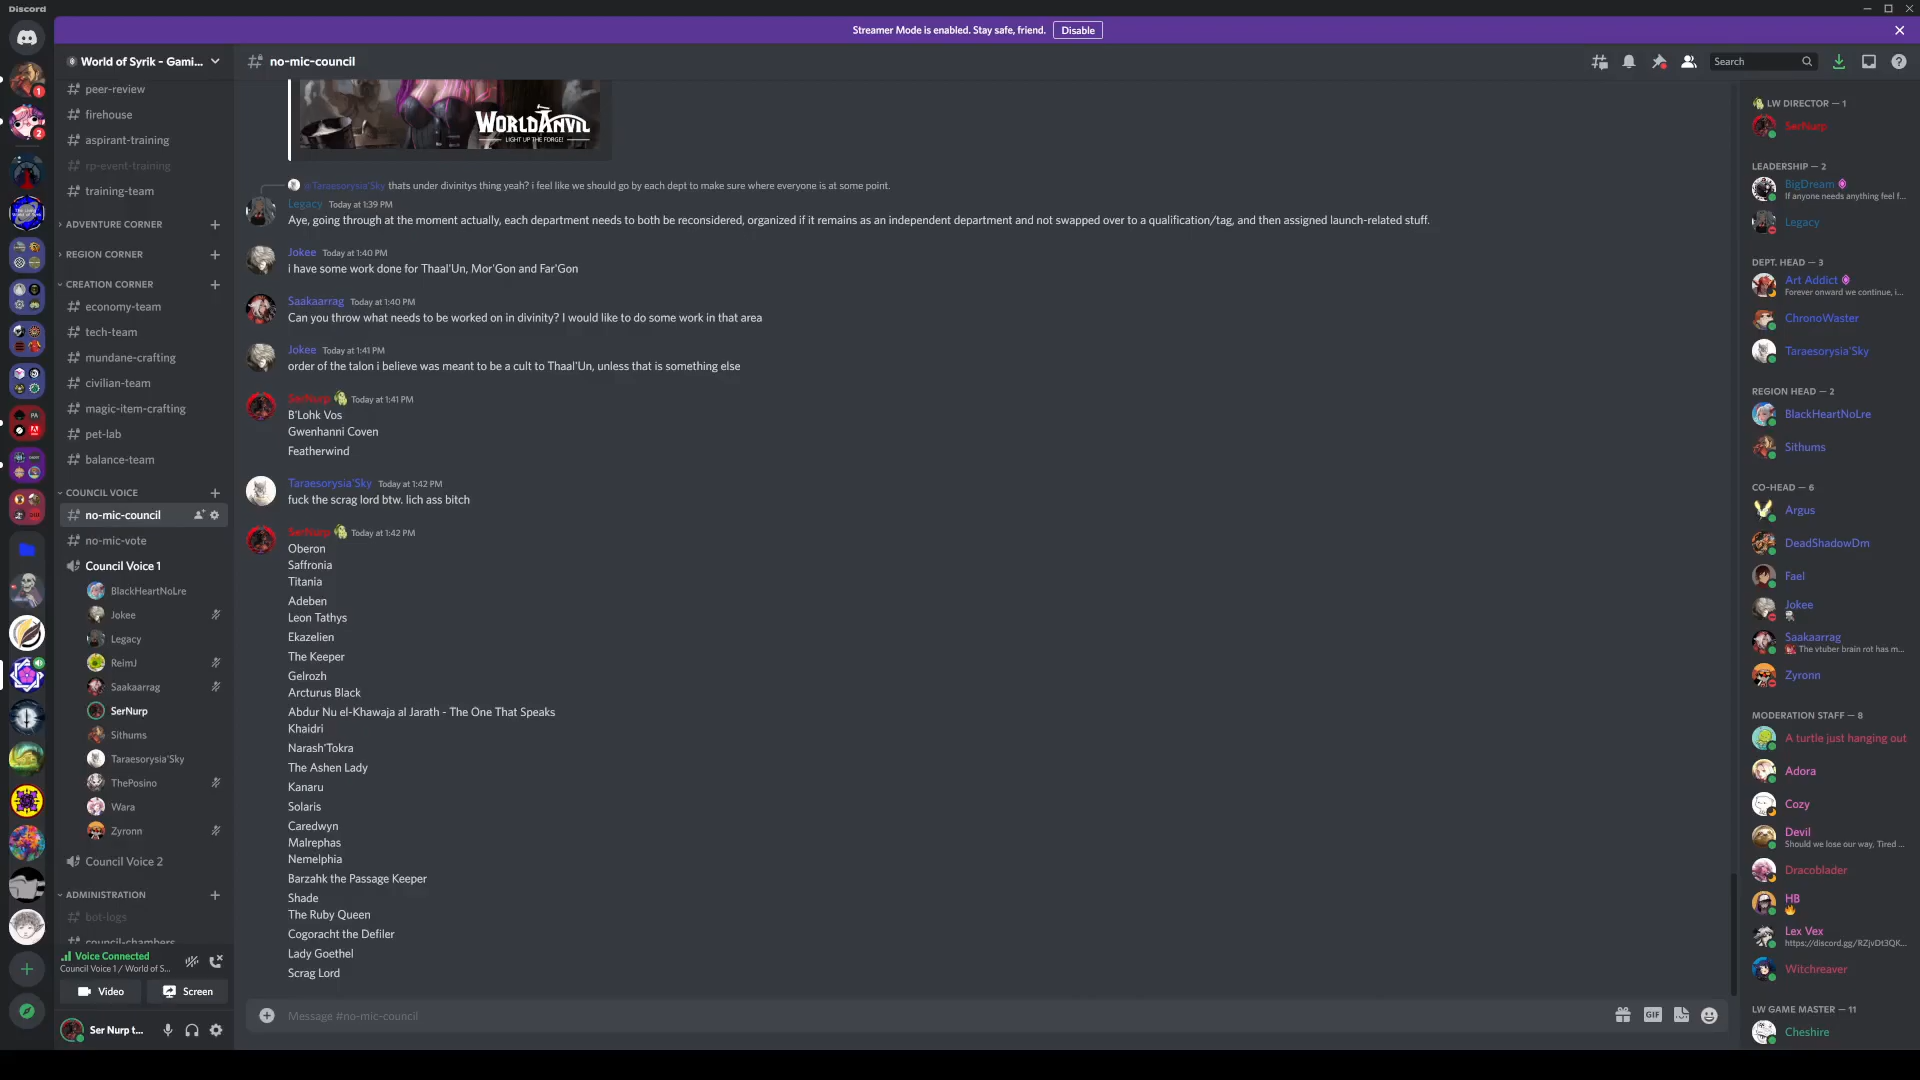 Discord
Streamer Mode is enabled. Stay safe, friend.
Disable
World of Syrik - Gami...
no-mic-council
Search
peer-review
firehouse
aspirant-training
rp-event-training
training-team
ADVENTURE CORNER
REGION CORNER
CREATION CORNER
economy-team
tech-team
mundane-crafting
civilian-team
magic-item-crafting
pet-lab
balance-team
COUNCIL VOICE
no-mic-council
no-mic-vote
Council Voice 1
BlackHeartNoLre
Jokee
Legacy
ReimJ
Saakaarrag
SerNurp
Sithums
Taraesorysia'Sky
ThePosino
Wara
Zyronn
Council Voice 2
ADMINISTRATION
bot-logs
council-chambers
Voice Connected
Council Voice 1 / World of S...
Video
Screen
Ser Nurp t...
WORLDANVIL
LIGHT UP THE FORGE!
@Taraesorysia'Sky thats under divinitys thing yeah? i feel like we should go by each dept to make sure where everyone is at some point.
Legacy Today at 1:39 PM
Aye, going through at the moment actually, each department needs to both be reconsidered, organized if it remains as an independent department and not swapped over to a qualification/tag, and then assigned launch-related stuff.
Jokee Today at 1:40 PM
i have some work done for Thaal'Un, Mor'Gon and Far'Gon
Saakaarrag Today at 1:40 PM
Can you throw what needs to be worked on in divinity? I would like to do some work in that area
Jokee Today at 1:41 PM
order of the talon i believe was meant to be a cult to Thaal'Un, unless that is something else
SerNurp Today at 1:41 PM
B'Lohk Vos
Gwenhanni Coven
Featherwind
Taraesorysia'Sky Today at 1:42 PM
fuck the scrag lord btw. lich ass bitch
SerNurp Today at 1:42 PM
Oberon
Saffronia
Titania
Adeben
Leon Tathys
Ekazelien
The Keeper
Gelrozh
Arcturus Black
Abdur Nu el-Khawaja al Jarath - The One That Speaks
Khaidri
Narash'Tokra
The Ashen Lady
Kanaru
Solaris
Caredwyn
Malrephas
Nemelphia
Barzahk the Passage Keeper
Shade
The Ruby Queen
Cogoracht the Defiler
Lady Goethel
Scrag Lord
Message #no-mic-council
GIF
LW DIRECTOR — 1
SerNurp
LEADERSHIP — 2
BigDream
If anyone needs anything feel f...
Legacy
DEPT. HEAD — 3
Art Addict
Forever onward we continue, i...
ChronoWaster
Taraesorysia'Sky
REGION HEAD — 2
BlackHeartNoLre
Sithums
CO-HEAD — 6
Argus
DeadShadowDm
Fael
Jokee
Saakaarrag
The vtuber brain rot has m...
Zyronn
MODERATION STAFF — 8
A turtle just hanging out
Adora
Cozy
Devil
Should we lose our way, Tired ...
Dracoblader
HB
Lex Vex
https://discord.gg/RZjvDt3QK...
Witchreaver
LW GAME MASTER — 11
Cheshire